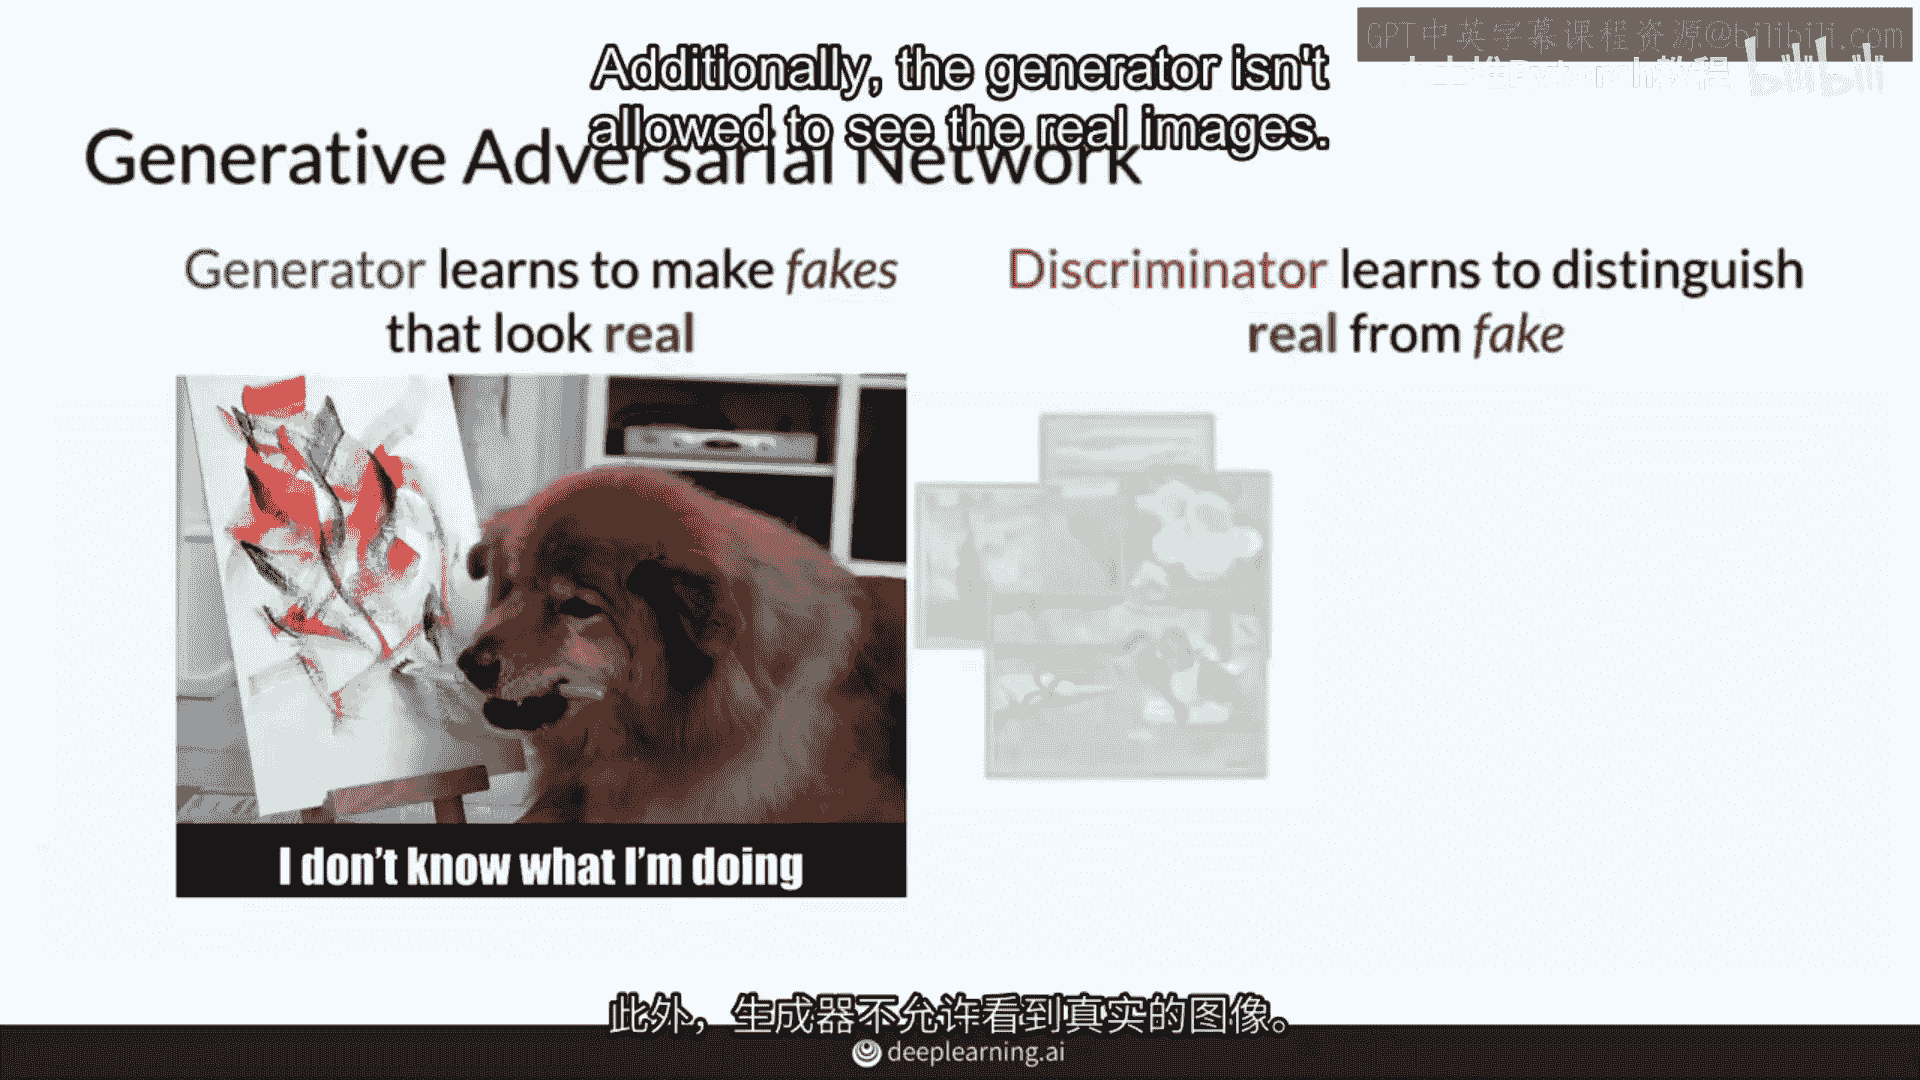 GPT中英字幕课程资源@bilibili.com
Additionally, the generator isn't
allowed to see the real images.
Generative Adversarial Network
Generator learns to make fakes
that look real
Discriminator learns to distinguish
real from fake
I don't know what I'm doing
此外，生成器不允许看到真实的图像。
deeplearning.ai